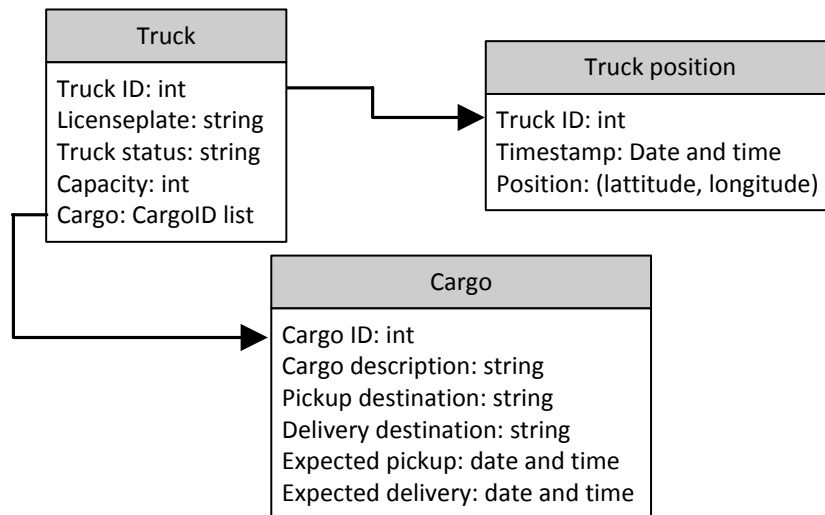 Truck
Truck ID: int
Licenseplate: string
Truck status: string
Capacity: int
Cargo: CargoID list
Truck position
Truck ID: int
Timestamp: Date and time
Position: (lattitude, longitude)
Cargo
Cargo ID: int
Cargo description: string
Pickup destination: string
Delivery destination: string
Expected pickup: date and time
Expected delivery: date and time